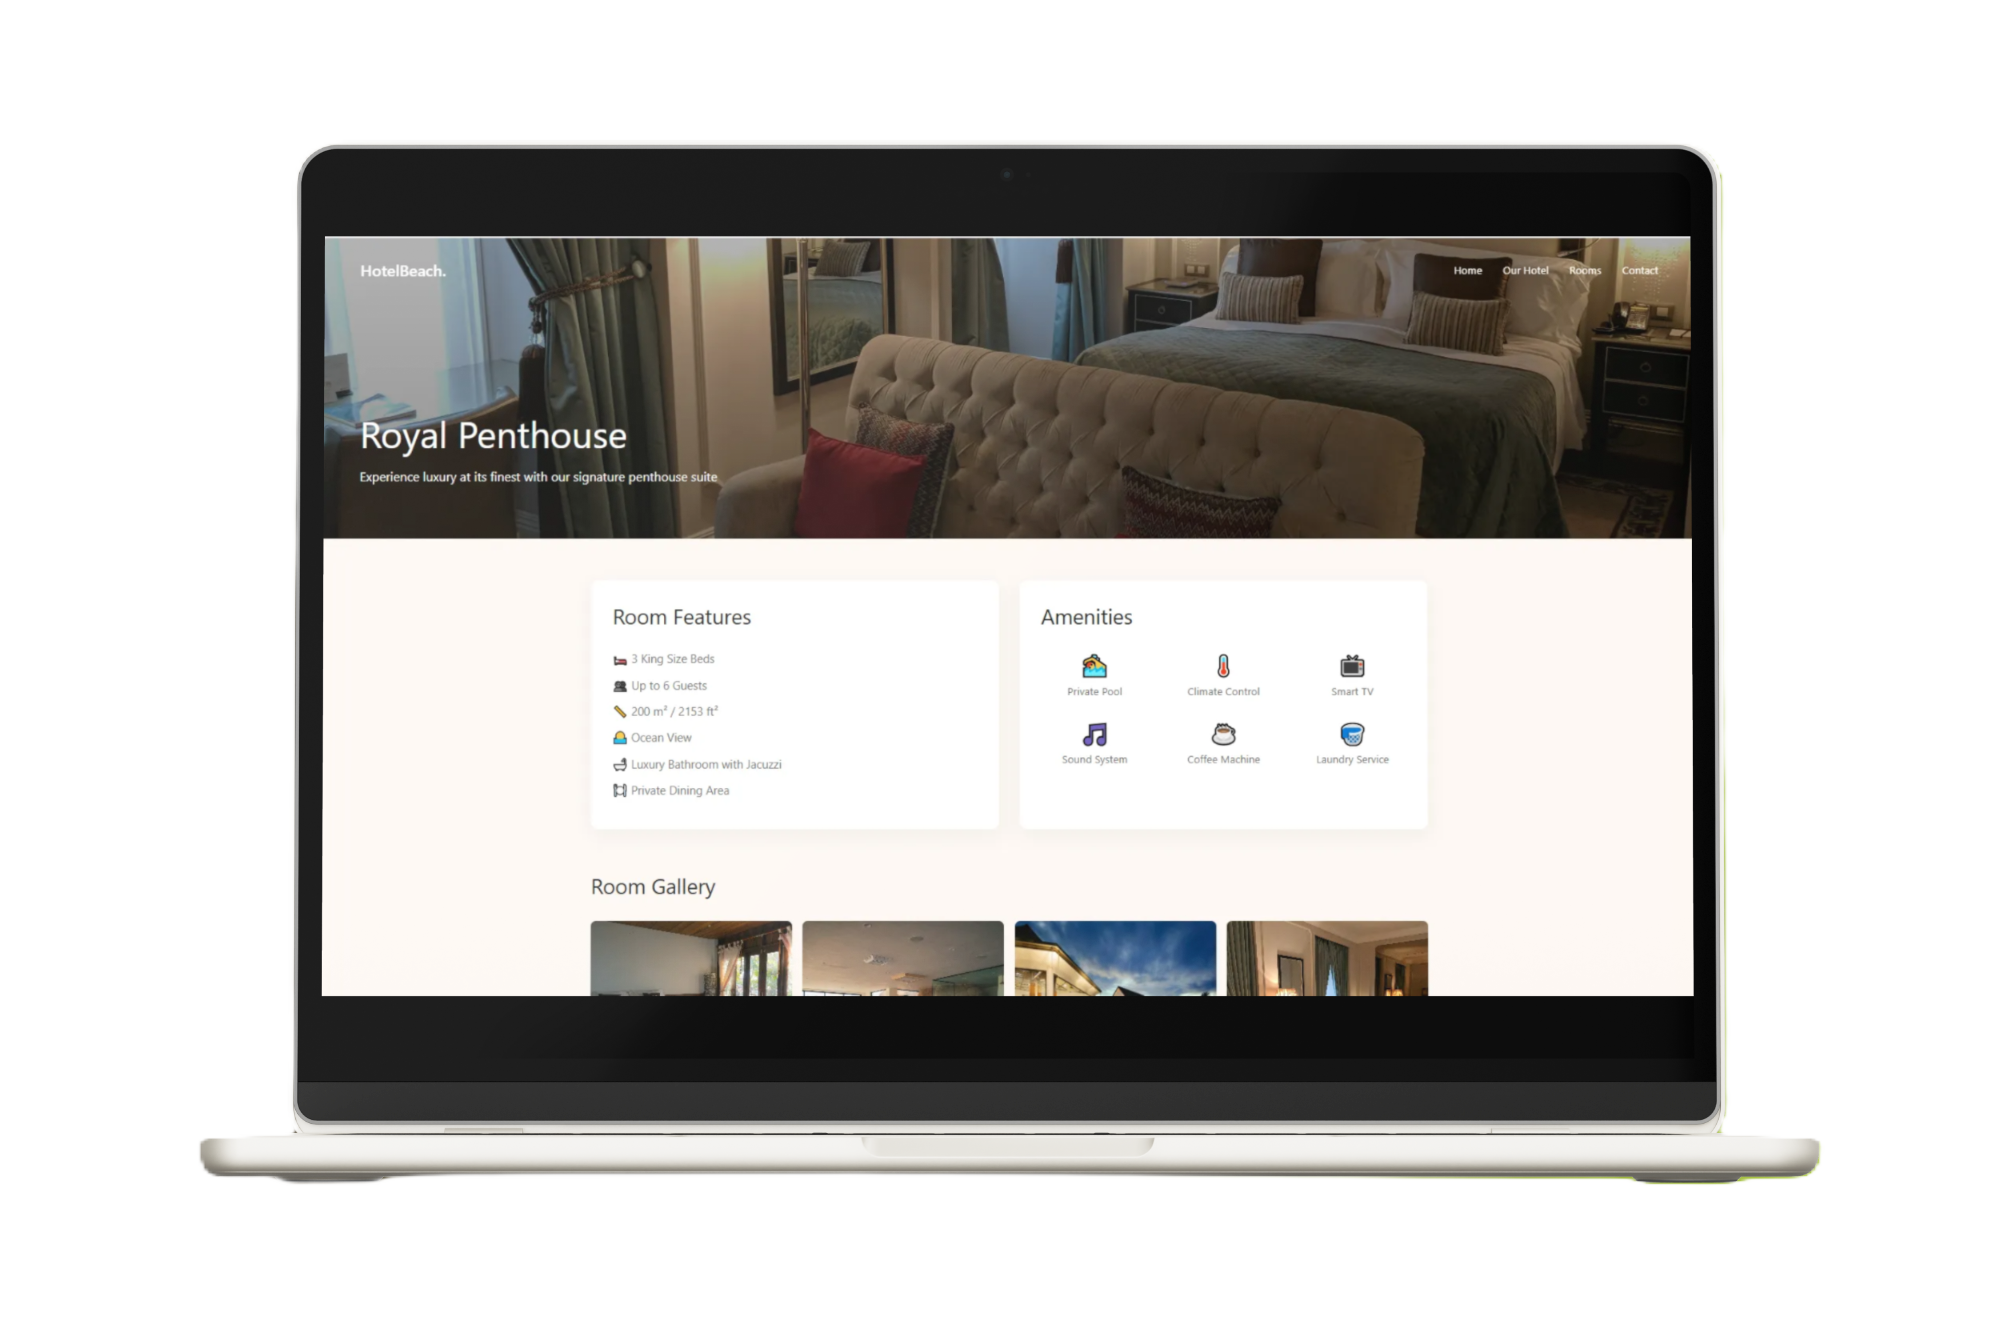 HotelBeach.
Home Our Hotel Rooms Contact
Royal Penthouse
Experience luxury at its finest with our signature penthouse suite
Room Features
3 King Size Beds
Up to 6 Guests
200 m² / 2153 ft²
Ocean View
Luxury Bathroom with Jacuzzi
Private Dining Area
Amenities
Private Pool Climate Control Smart TV
Sound System Coffee Machine Laundry Service
Room Gallery